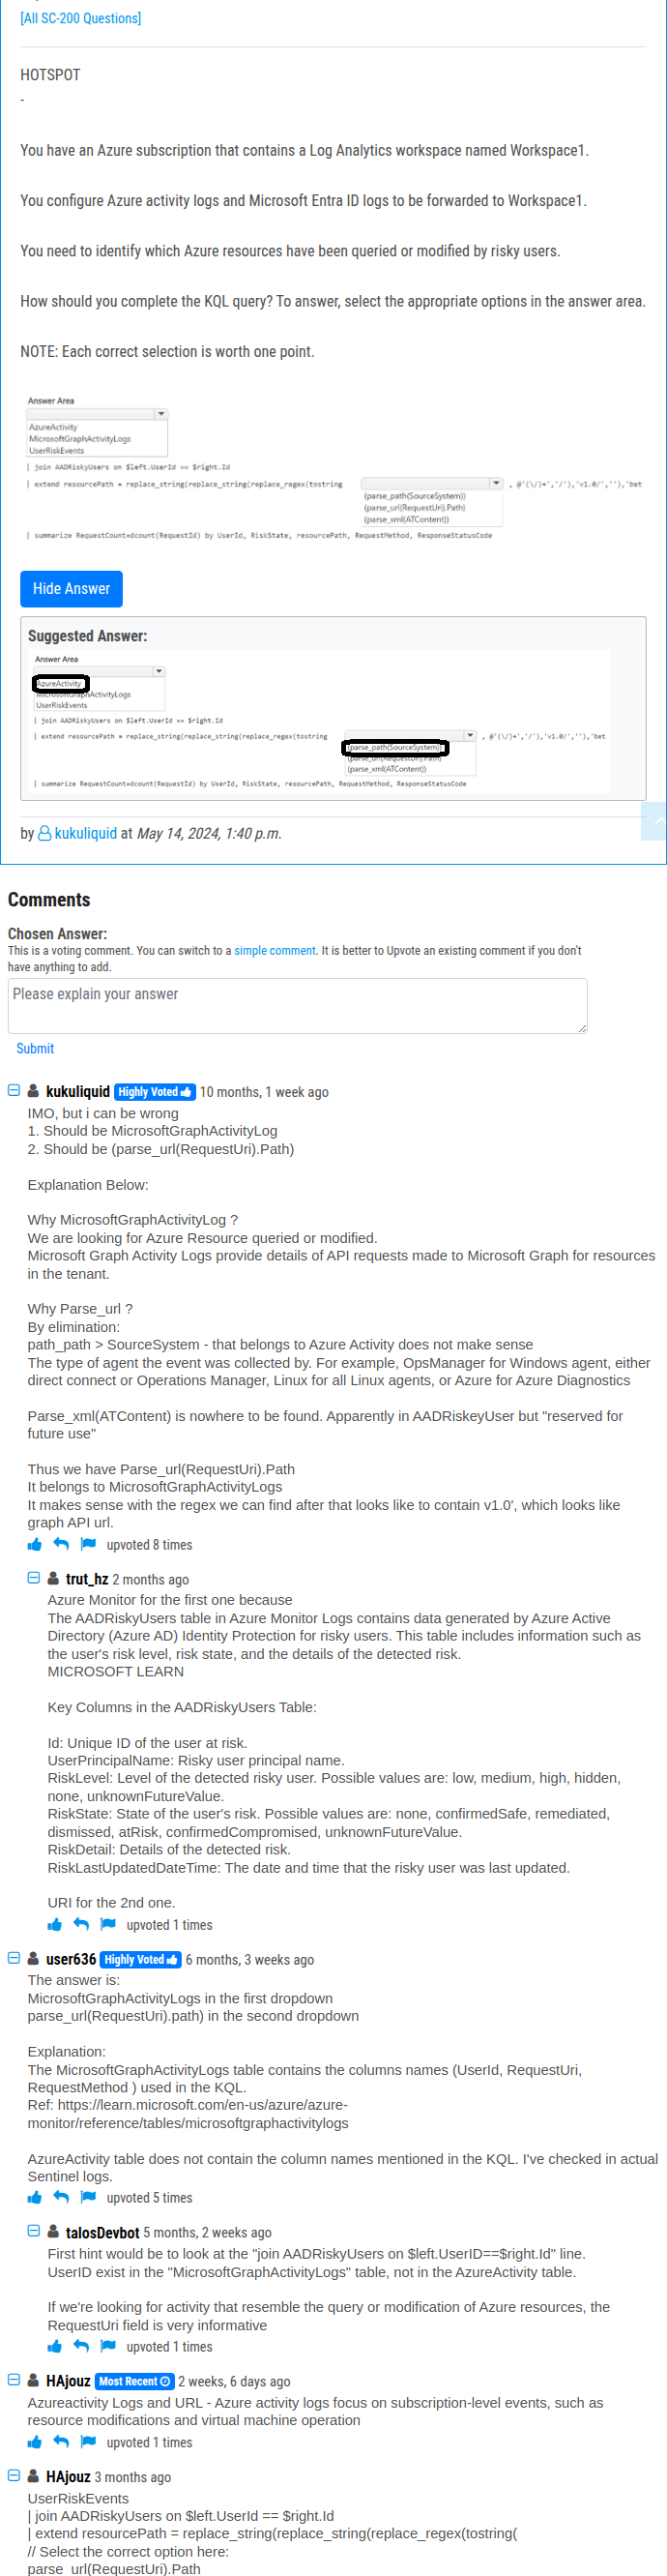 [All SC-200 Questions]
HOTSPOT
-
You have an Azure subscription that contains a Log Analytics workspace named Workspace1.
You configure Azure activity logs and Microsoft Entra ID logs to be forwarded to Workspace1.
You need to identify which Azure resources have been queried or modified by risky users.
How should you complete the KQL query? To answer, select the appropriate options in the answer area.
NOTE: Each correct selection is worth one point.
Answer Area
AzureActivity
MicrosoftGraphActivityLogs
UserRiskEvents
| join AADRiskyUsers on $left.UserId == $right.Id
| extend resourcePath = replace_string(replace_string(replace_regex(tostring , @'(\/)+','/'),'v1.0/',''),'bet
(parse_path(SourceSystem))
(parse_url(RequestUri).Path)
(parse_xml(ATContent))
| summarize RequestCount=dcount(RequestId) by UserId, RiskState, resourcePath, RequestMethod, ResponseStatusCode
Hide Answer
Suggested Answer:
Answer Area
AzureActivity
MicrosoftGraphActivityLogs
UserRiskEvents
| join AADRiskyUsers on $left.UserId == $right.Id
| extend resourcePath = replace_string(replace_string(replace_regex(tostring , @'(\/)+','/'),'v1.0/',''),'bet
(parse_path(SourceSystem))
(parse_url(RequestUri).Path)
(parse_xml(ATContent))
| summarize RequestCount=dcount(RequestId) by UserId, RiskState, resourcePath, RequestMethod, ResponseStatusCode
by kukuliquid at May 14, 2024, 1:40 p.m.
Comments
Chosen Answer:
This is a voting comment. You can switch to a simple comment. It is better to Upvote an existing comment if you don't
have anything to add.
Please explain your answer
Submit
kukuliquid Highly Voted 10 months, 1 week ago
IMO, but i can be wrong
1. Should be MicrosoftGraphActivityLog
2. Should be (parse_url(RequestUri).Path)
Explanation Below:
Why MicrosoftGraphActivityLog ?
We are looking for Azure Resource queried or modified.
Microsoft Graph Activity Logs provide details of API requests made to Microsoft Graph for resources
in the tenant.
Why Parse_url ?
By elimination:
path_path > SourceSystem - that belongs to Azure Activity does not make sense
The type of agent the event was collected by. For example, OpsManager for Windows agent, either
direct connect or Operations Manager, Linux for all Linux agents, or Azure for Azure Diagnostics
Parse_xml(ATContent) is nowhere to be found. Apparently in AADRiskeyUser but "reserved for
future use"
Thus we have Parse_url(RequestUri).Path
It belongs to MicrosoftGraphActivityLogs
It makes sense with the regex we can find after that looks like to contain v1.0', which looks like
graph API url.
upvoted 8 times
trut_hz 2 months ago
Azure Monitor for the first one because
The AADRiskyUsers table in Azure Monitor Logs contains data generated by Azure Active
Directory (Azure AD) Identity Protection for risky users. This table includes information such as
the user's risk level, risk state, and the details of the detected risk.
MICROSOFT LEARN
Key Columns in the AADRiskyUsers Table:
Id: Unique ID of the user at risk.
UserPrincipalName: Risky user principal name.
RiskLevel: Level of the detected risky user. Possible values are: low, medium, high, hidden,
none, unknownFutureValue.
RiskState: State of the user's risk. Possible values are: none, confirmedSafe, remediated,
dismissed, atRisk, confirmedCompromised, unknownFutureValue.
RiskDetail: Details of the detected risk.
RiskLastUpdatedDateTime: The date and time that the risky user was last updated.
URI for the 2nd one.
upvoted 1 times
user636 Highly Voted 6 months, 3 weeks ago
The answer is:
MicrosoftGraphActivityLogs in the first dropdown
parse_url(RequestUri).path) in the second dropdown
Explanation:
The MicrosoftGraphActivityLogs table contains the columns names (UserId, RequestUri,
RequestMethod ) used in the KQL.
Ref: https://learn.microsoft.com/en-us/azure/azure-
monitor/reference/tables/microsoftgraphactivitylogs
AzureActivity table does not contain the column names mentioned in the KQL. I've checked in actual
Sentinel logs.
upvoted 5 times
talosDevbot 5 months, 2 weeks ago
First hint would be to look at the "join AADRiskyUsers on $left.UserID==$right.Id" line.
UserID exist in the "MicrosoftGraphActivityLogs" table, not in the AzureActivity table.
If we're looking for activity that resemble the query or modification of Azure resources, the
RequestUri field is very informative
upvoted 1 times
HAjouz Most Recent 2 weeks, 6 days ago
Azureactivity Logs and URL - Azure activity logs focus on subscription-level events, such as
resource modifications and virtual machine operation
upvoted 1 times
HAjouz 3 months ago
UserRiskEvents
| join AADRiskyUsers on $left.UserId == $right.Id
| extend resourcePath = replace_string(replace_string(replace_regex(tostring(
// Select the correct option here:
parse_url(RequestUri).Path